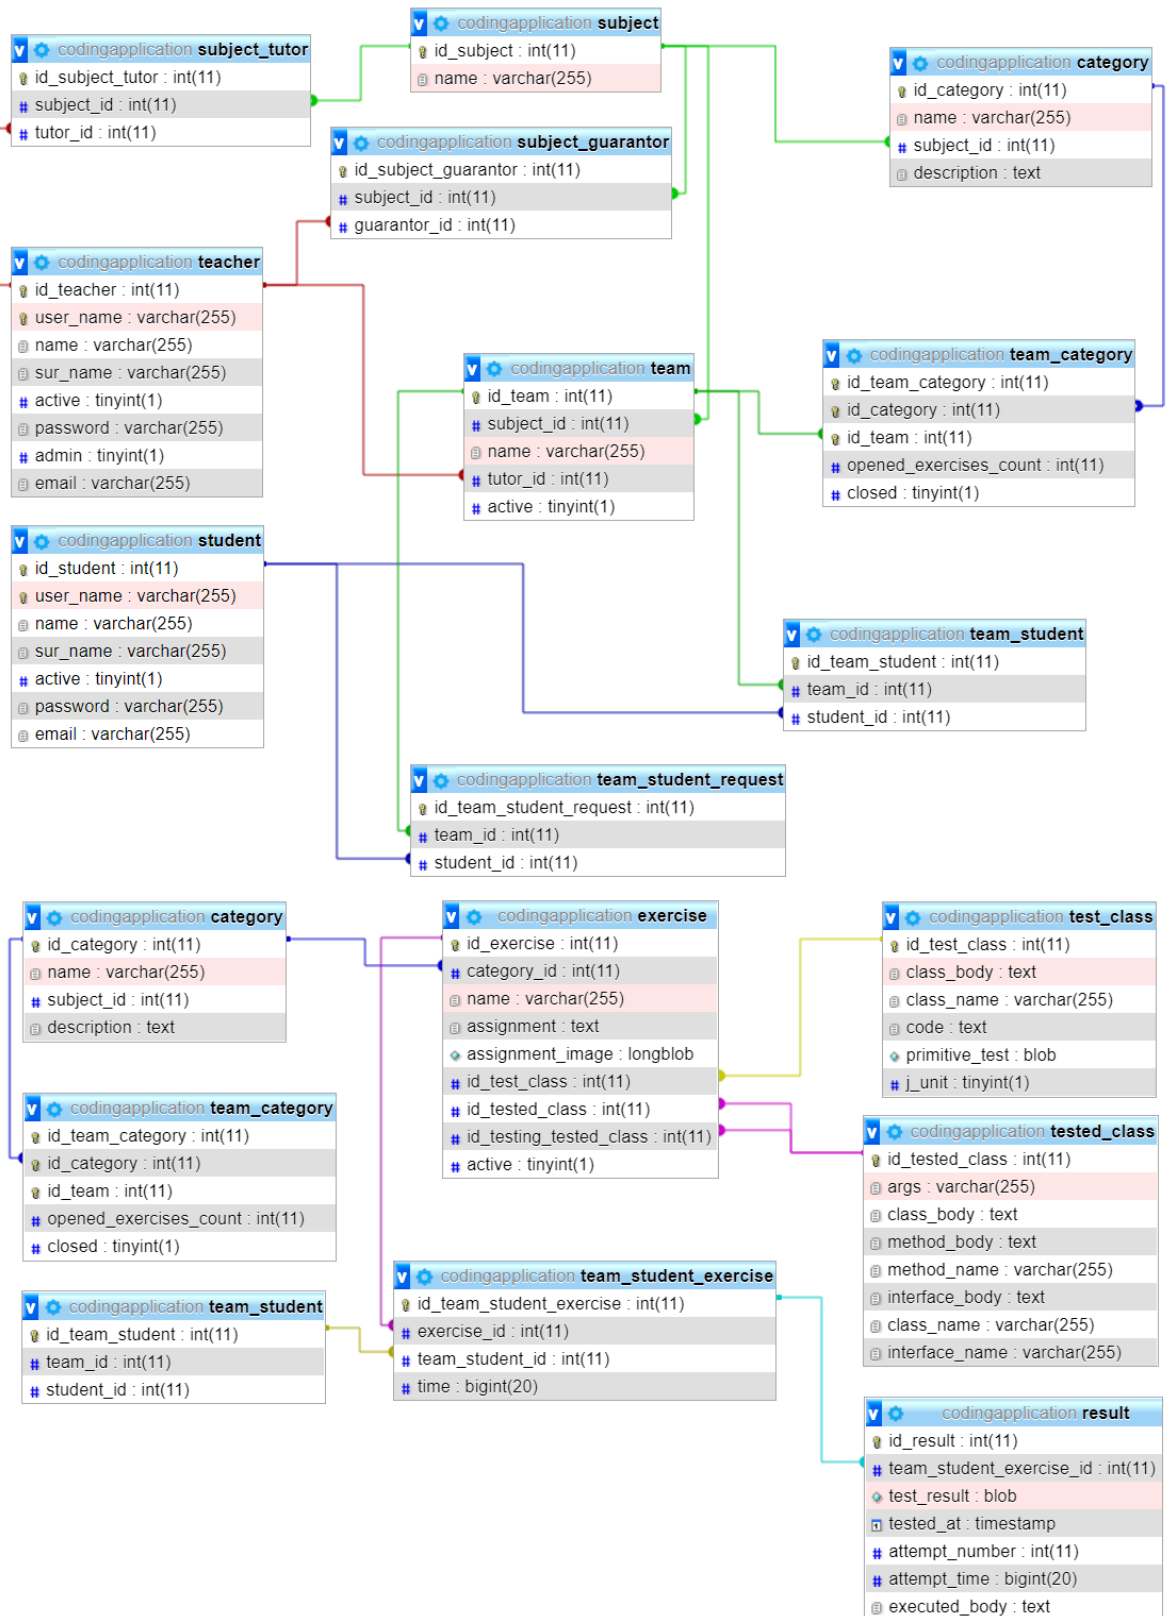 codingapplication subject_tutor
id_subject_tutor : int(11)
subject_id : int(11)
tutor_id : int(11)
codingapplication subject
id_subject : int(11)
name : varchar(255)
codingapplication category
id_category : int(11)
name : varchar(255)
subject_id : int(11)
description : text
codingapplication subject_guarantor
id_subject_guarantor : int(11)
subject_id : int(11)
guarantor_id : int(11)
codingapplication teacher
id_teacher : int(11)
user_name : varchar(255)
name : varchar(255)
sur_name : varchar(255)
active : tinyint(1)
password : varchar(255)
admin : tinyint(1)
email : varchar(255)
codingapplication team
id_team : int(11)
subject_id : int(11)
name : varchar(255)
tutor_id : int(11)
active : tinyint(1)
codingapplication team_category
id_team_category : int(11)
id_category : int(11)
id_team : int(11)
opened_exercises_count : int(11)
closed : tinyint(1)
codingapplication student
id_student : int(11)
user_name : varchar(255)
name : varchar(255)
sur_name : varchar(255)
active : tinyint(1)
password : varchar(255)
email : varchar(255)
codingapplication team_student
id_team_student : int(11)
team_id : int(11)
student_id : int(11)
codingapplication team_student_request
id_team_student_request : int(11)
team_id : int(11)
student_id : int(11)
codingapplication category
id_category : int(11)
name : varchar(255)
subject_id : int(11)
description : text
codingapplication exercise
id_exercise : int(11)
category_id : int(11)
name : varchar(255)
assignment : text
assignment_image : longblob
id_test_class : int(11)
id_tested_class : int(11)
id_testing_tested_class : int(11)
active : tinyint(1)
codingapplication test_class
id_test_class : int(11)
class_body : text
class_name : varchar(255)
code : text
primitive_test : blob
j_unit : tinyint(1)
codingapplication team_category
id_team_category : int(11)
id_category : int(11)
id_team : int(11)
opened_exercises_count : int(11)
closed : tinyint(1)
codingapplication tested_class
id_tested_class : int(11)
args : varchar(255)
class_body : text
method_body : text
method_name : varchar(255)
interface_body : text
class_name : varchar(255)
interface_name : varchar(255)
codingapplication team_student
id_team_student : int(11)
team_id : int(11)
student_id : int(11)
codingapplication team_student_exercise
id_team_student_exercise : int(11)
exercise_id : int(11)
team_student_id : int(11)
time : bigint(20)
codingapplication result
id_result : int(11)
team_student_exercise_id : int(11)
test_result : blob
tested_at : timestamp
attempt_number : int(11)
attempt_time : bigint(20)
executed_body : text